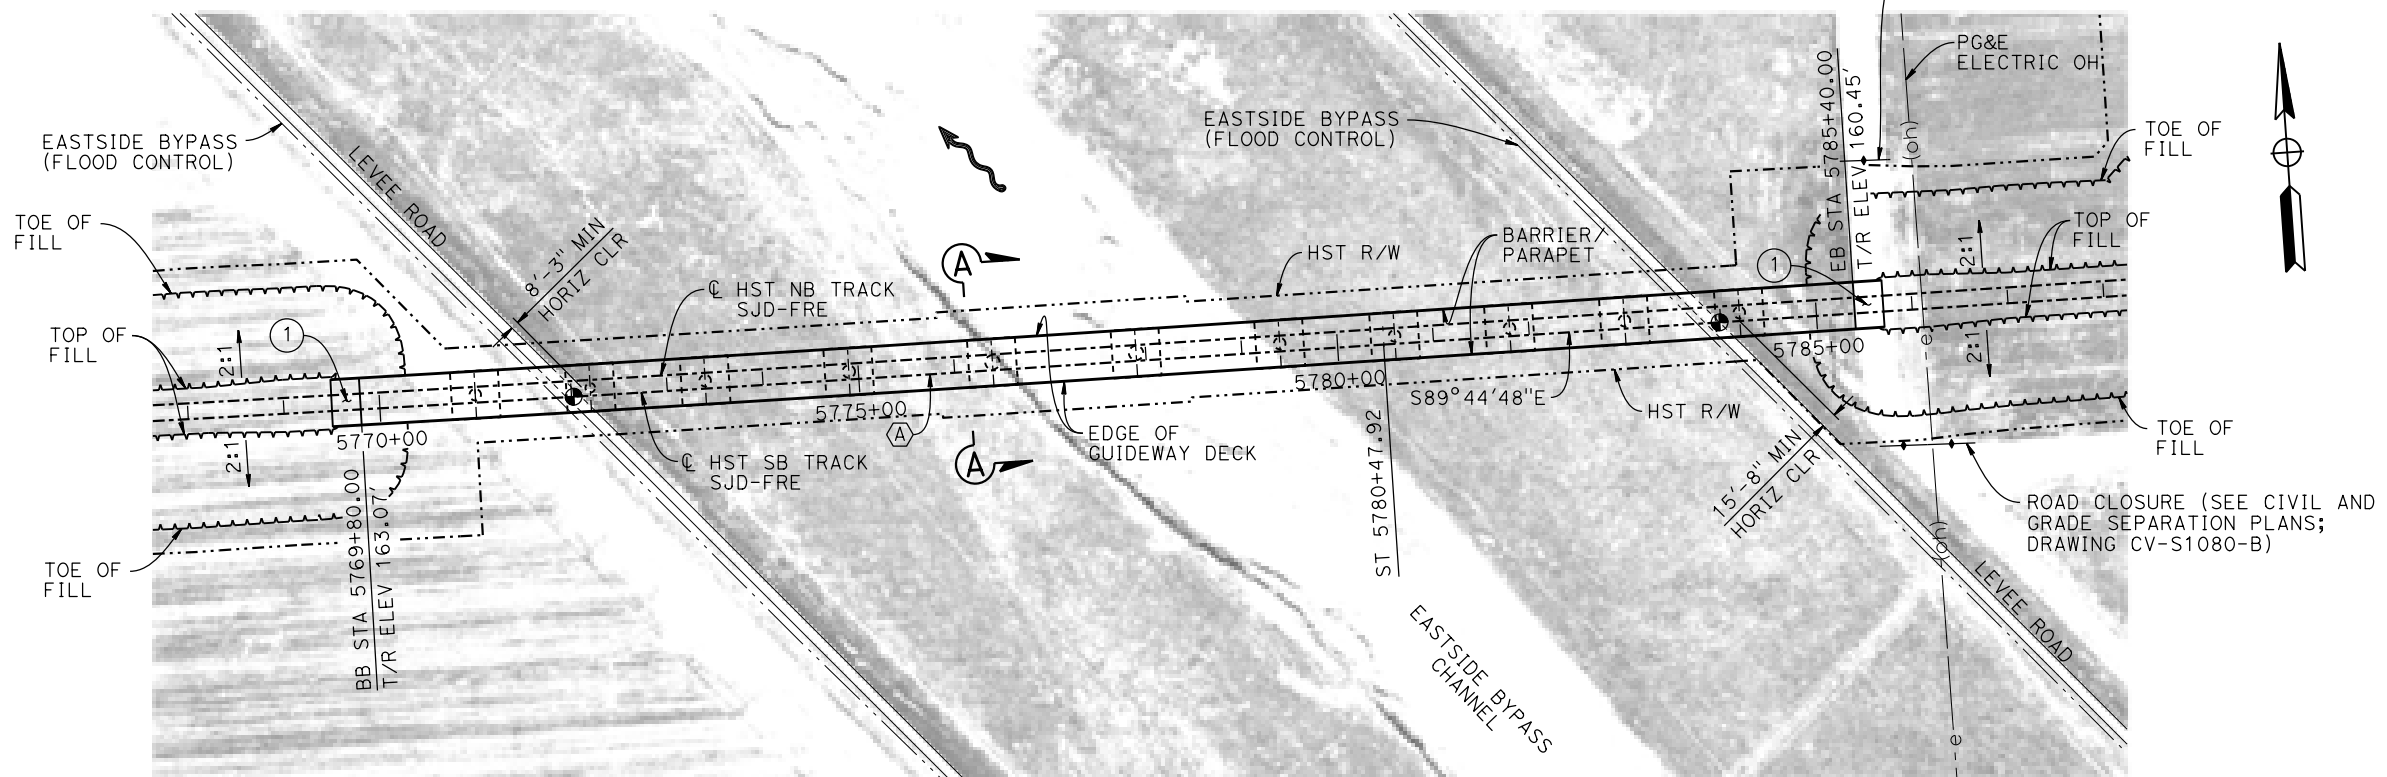 PG&E
ELECTRIC OH
EB STA 5785+40.00
T/R ELEV 160.45'
(oh)
EASTSIDE BYPASS
(FLOOD CONTROL)
EASTSIDE BYPASS
(FLOOD CONTROL)
LEVEE ROAD
TOE OF
FILL
TOE OF
FILL
TOP OF
FILL
2:1
8'-3" MIN
HORIZ CLR
A
HST R/W
BARRIER/
PARAPET
1
℄ HST NB TRACK
SJD-FRE
TOP OF
FILL
2:1
1
e
2:1
5785+00
5780+00
S89°44'48"E
HST R/W
5775+00
A
EDGE OF
GUIDEWAY DECK
A
5770+00
2:1
℄ HST SB TRACK
SJD-FRE
ST 5780+47.92
15'-8" MIN
HORIZ CLR
TOE OF
FILL
BB STA 5769+80.00
T/R ELEV 163.07'
ROAD CLOSURE (SEE CIVIL AND
GRADE SEPARATION PLANS;
DRAWING CV-S1080-B)
(oh)
TOE OF
FILL
LEVEE ROAD
EASTSIDE BYPASS
CHANNEL
e